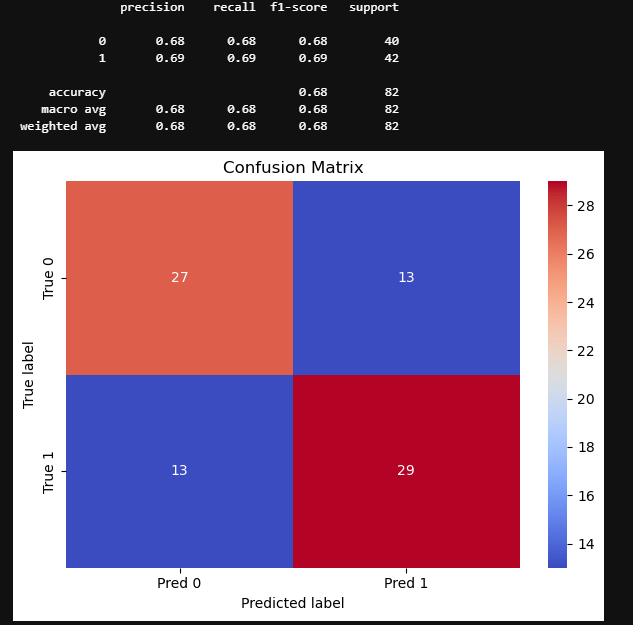 precision recall f1-score support
0 0.68 0.68 0.68 40
1 0.69 0.69 0.69 42
accuracy 0.68 82
macro avg 0.68 0.68 0.68 82
weighted avg 0.68 0.68 0.68 82
Confusion Matrix
True label
True 0
True 1
27 13
13 29
Pred 0 Pred 1
Predicted label
28
26
24
22
20
18
16
14